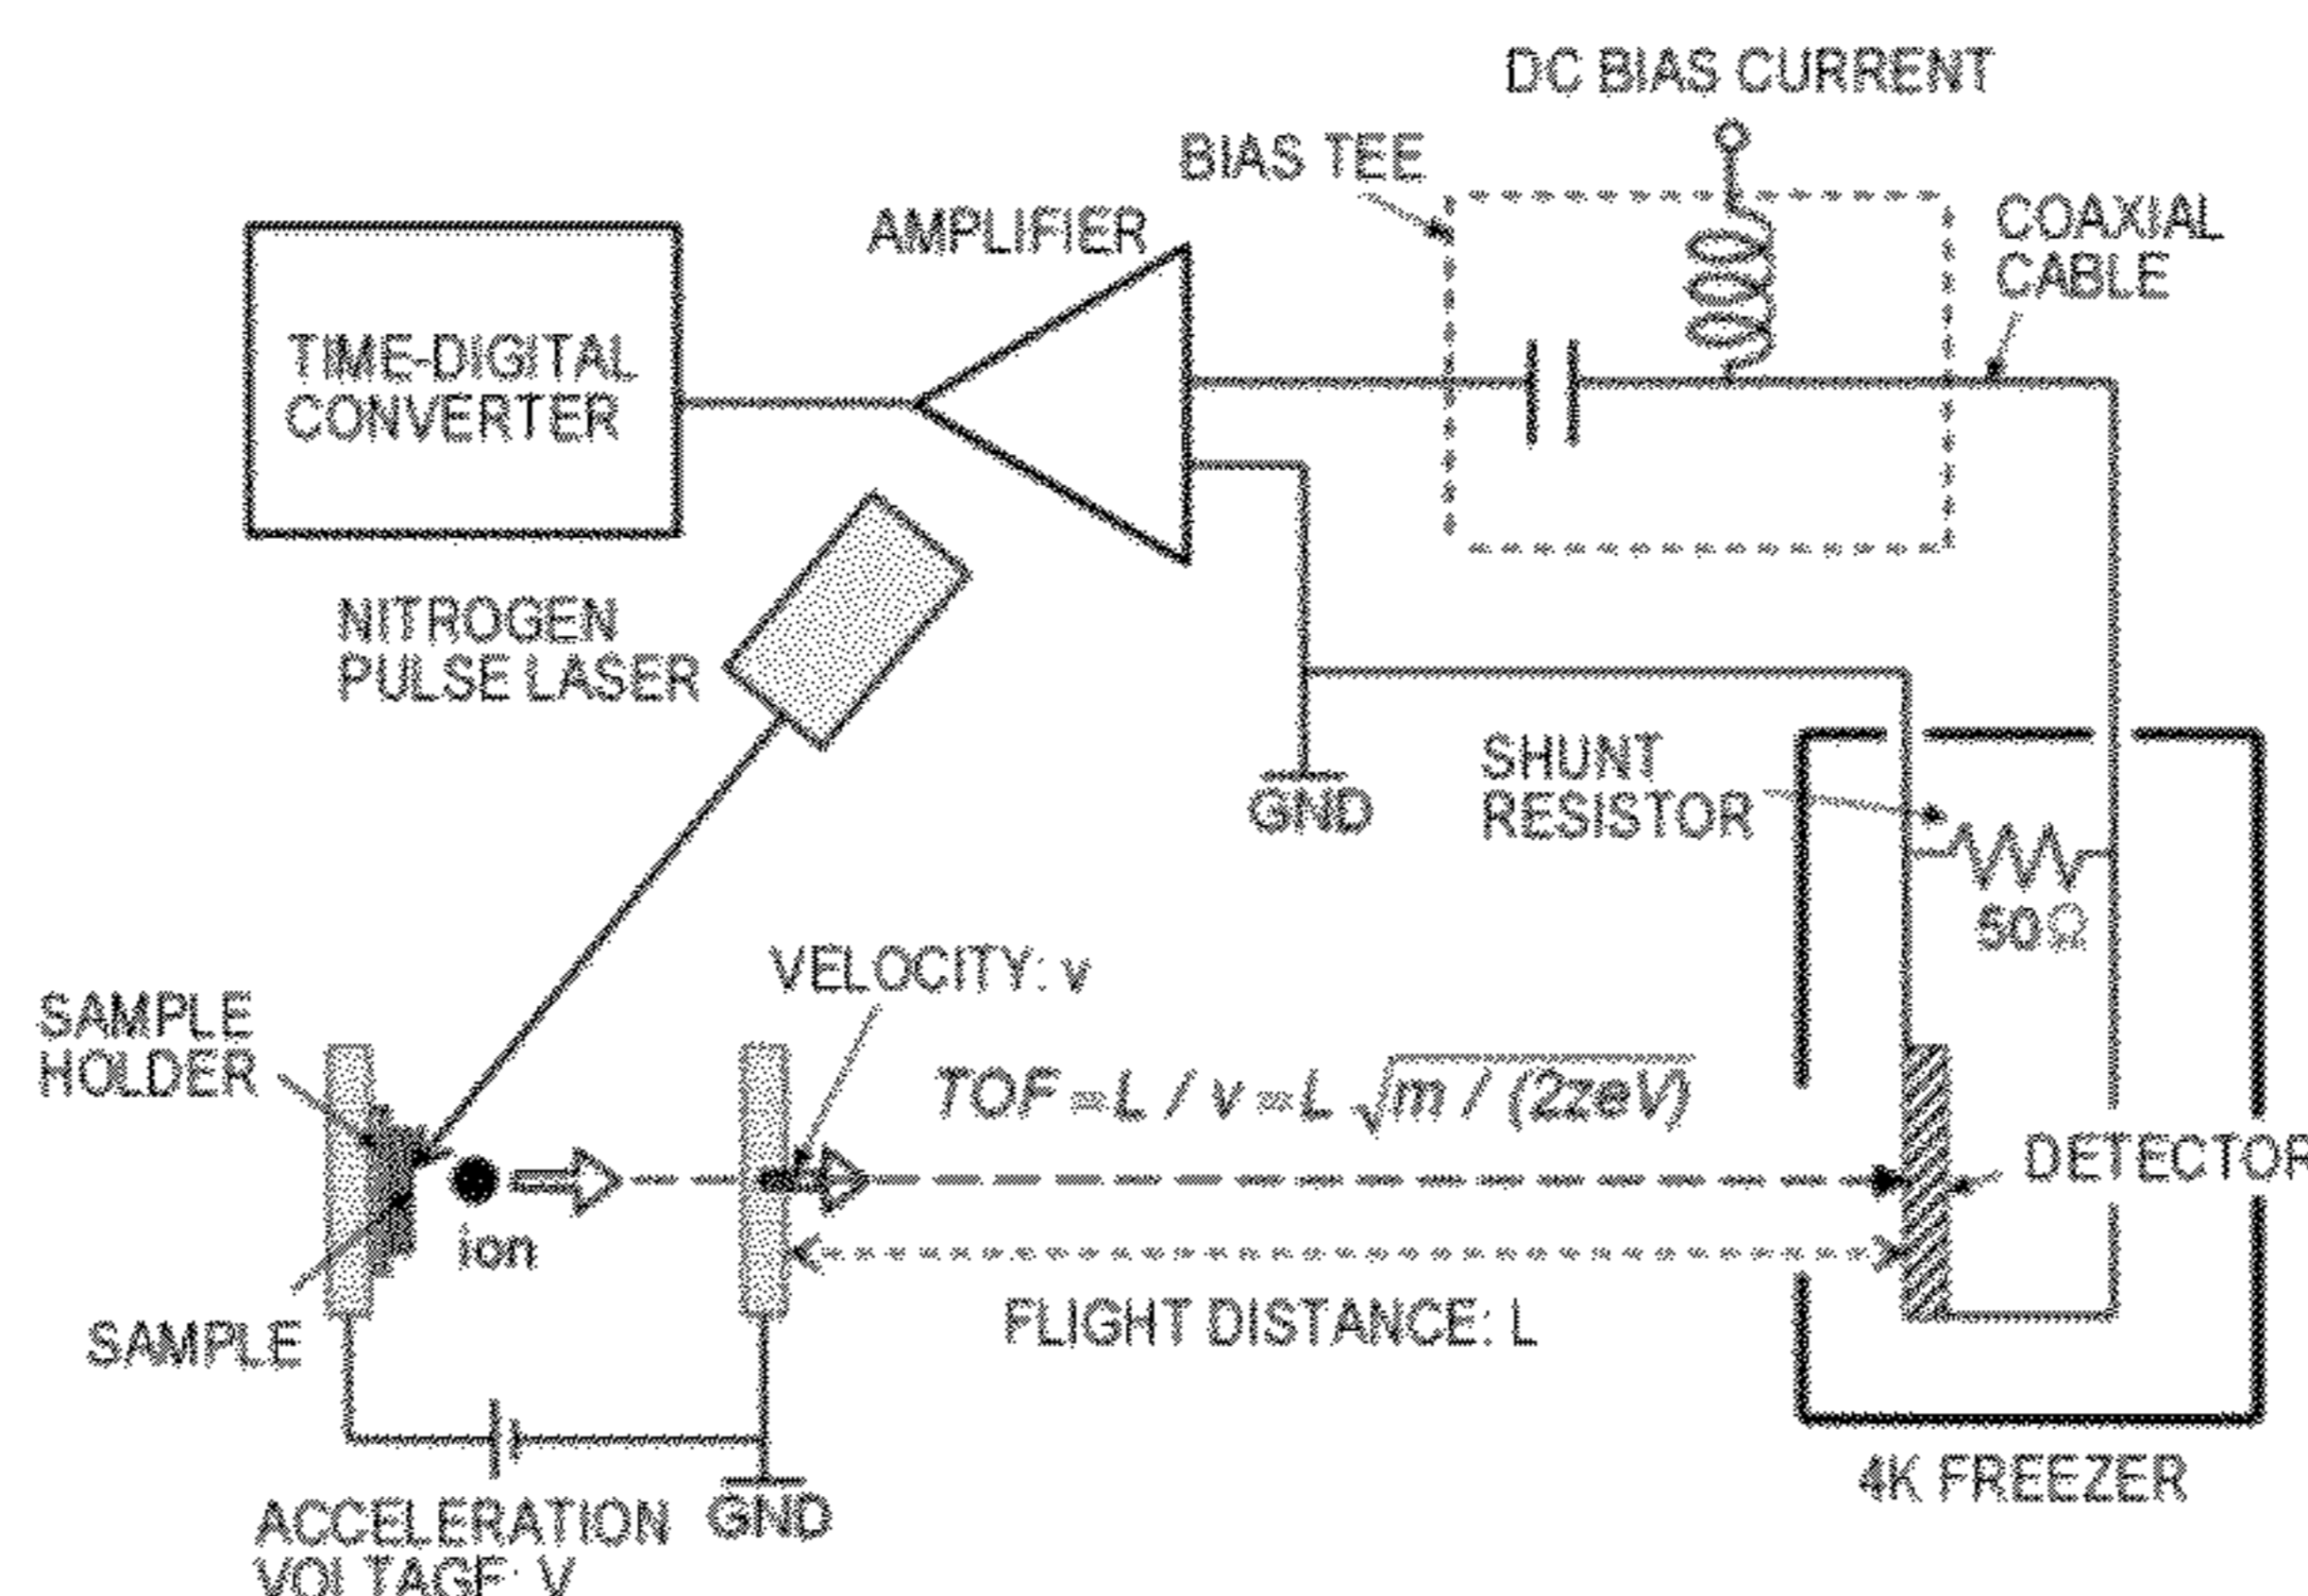 DC BIAS CURRENT
BIAS TEE
COAXIAL
CABLE
AMPLIFIER
TIME-DIGITAL
CONVERTER
NITROGEN
PULSE LASER
GND
SHUNT
RESISTOR
50Ω
VELOCITY: v
SAMPLE
HOLDER
TOF = L / v = L √m / (2zeV)
DETECTOR
ion
FLIGHT DISTANCE: L
SAMPLE
4K FREEZER
GND
ACCELERATION
VOLTAGE: V